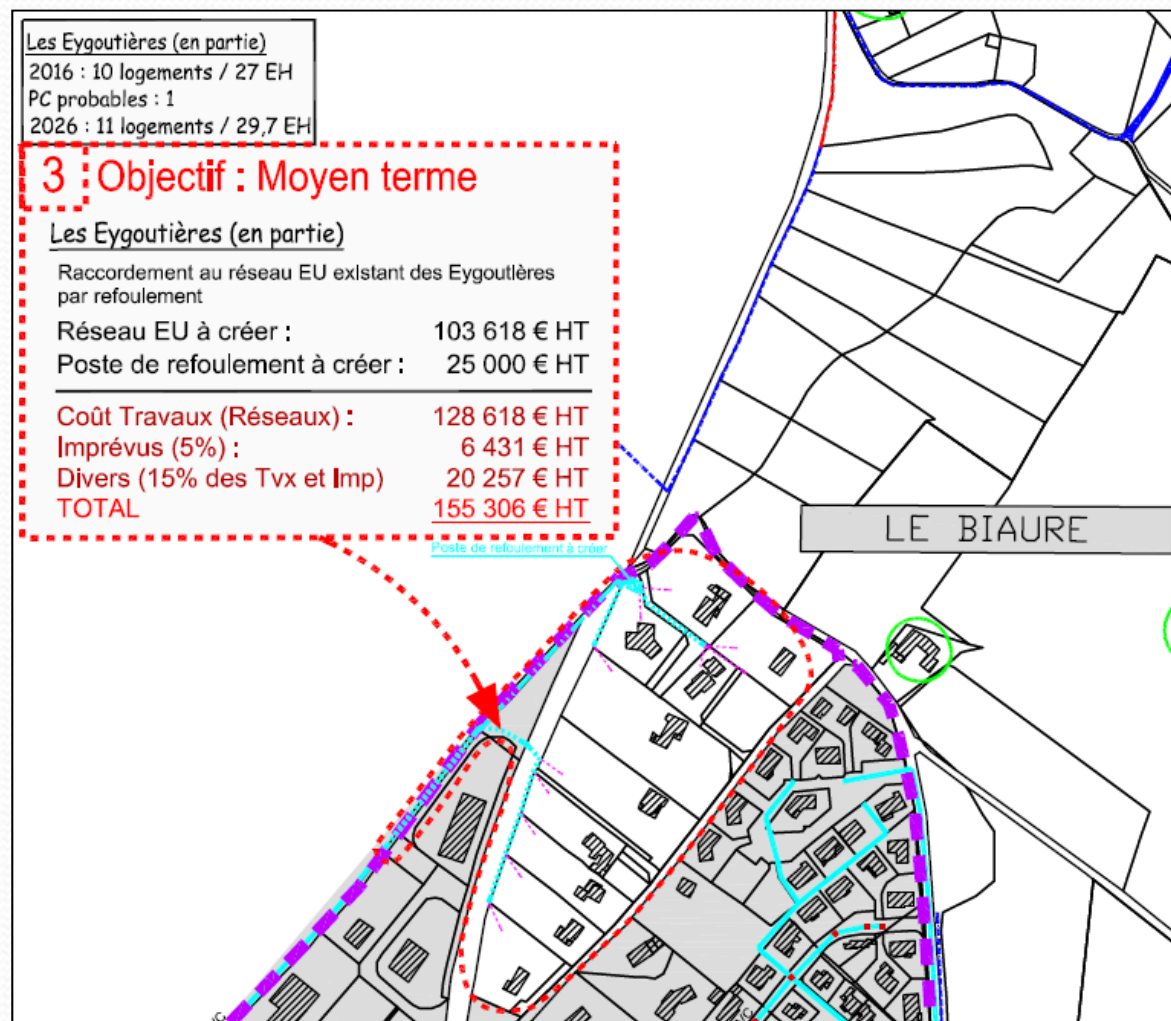 Les Eygoutières (en partie)
2016 : 10 logements / 27 EH
PC probables : 1
2026 : 11 logements / 29,7 EH
3 Objectif : Moyen terme
Les Eygoutières (en partie)
Raccordement au réseau EU existant des Eygoutières
par refoulement
Réseau EU à créer : 103 618 € HT
Poste de refoulement à créer : 25 000 € HT
Coût Travaux (Réseaux) : 128 618 € HT
Imprévus (5%) : 6 431 € HT
Divers (15% des Tvx et Imp) 20 257 € HT
TOTAL 155 306 € HT
LE BIAURE
Poste de refoulement à créer